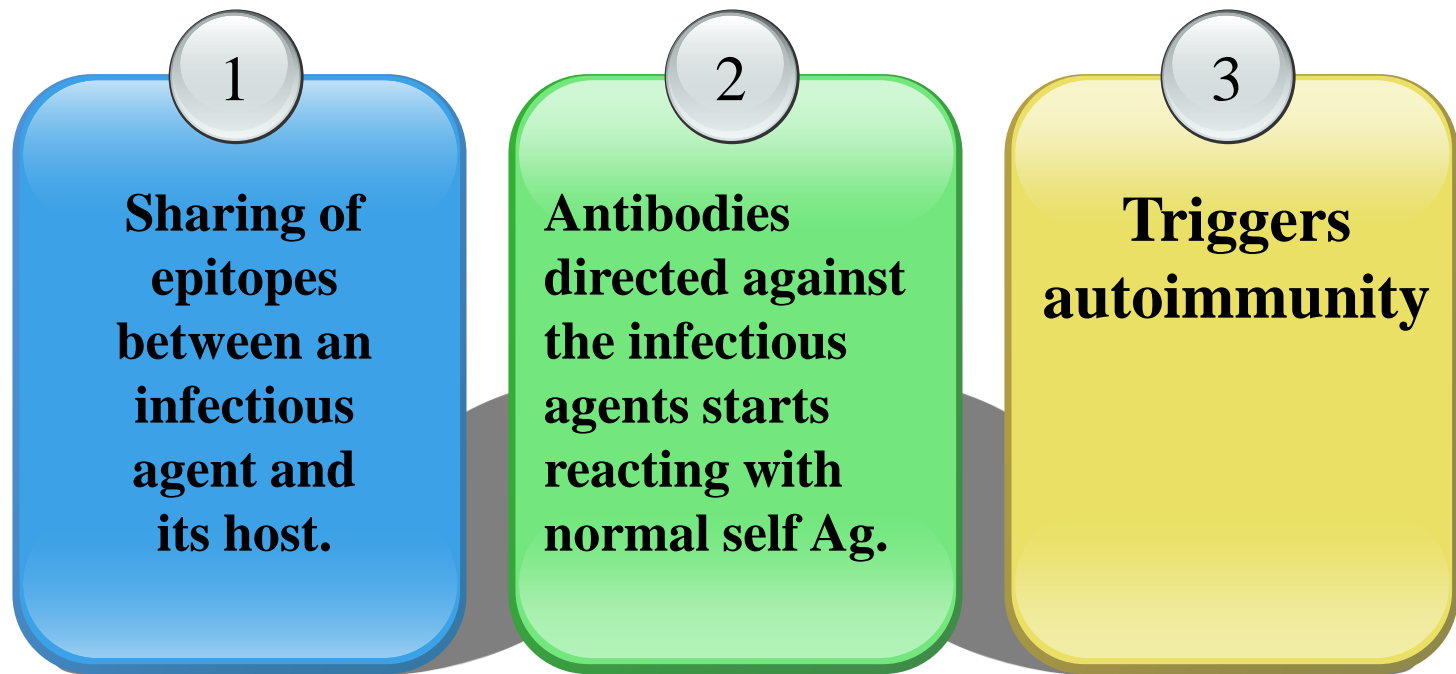 1
Sharing of
epitopes
between an
infectious
agent and
its host.
2
Antibodies
directed against
the infectious
agents starts
reacting with
normal self Ag.
3
Triggers
autoimmunity